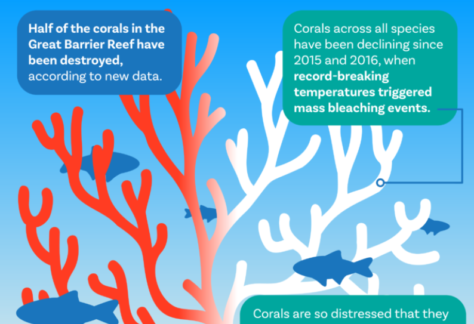 Half of the corals in the
Great Barrier Reef have
been destroyed,
according to new data.
Corals across all species
have been declining since
2015 and 2016, when
record-breaking
temperatures triggered
mass bleaching events.
Corals are so distressed that they